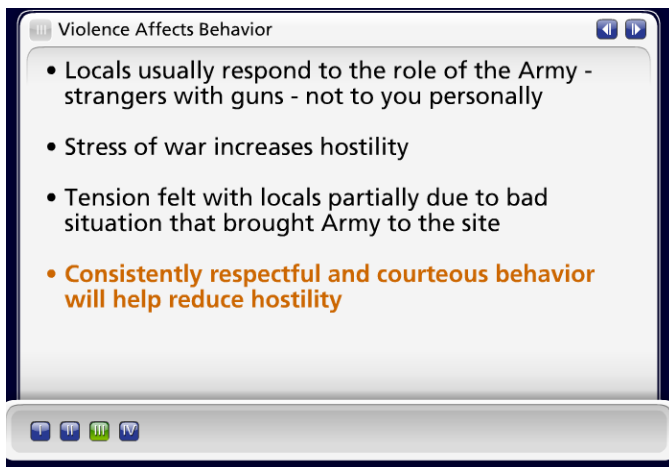 III Violence Affects Behavior
• Locals usually respond to the role of the Army -
strangers with guns - not to you personally
• Stress of war increases hostility
• Tension felt with locals partially due to bad
situation that brought Army to the site
• Consistently respectful and courteous behavior
will help reduce hostility
I II III IV